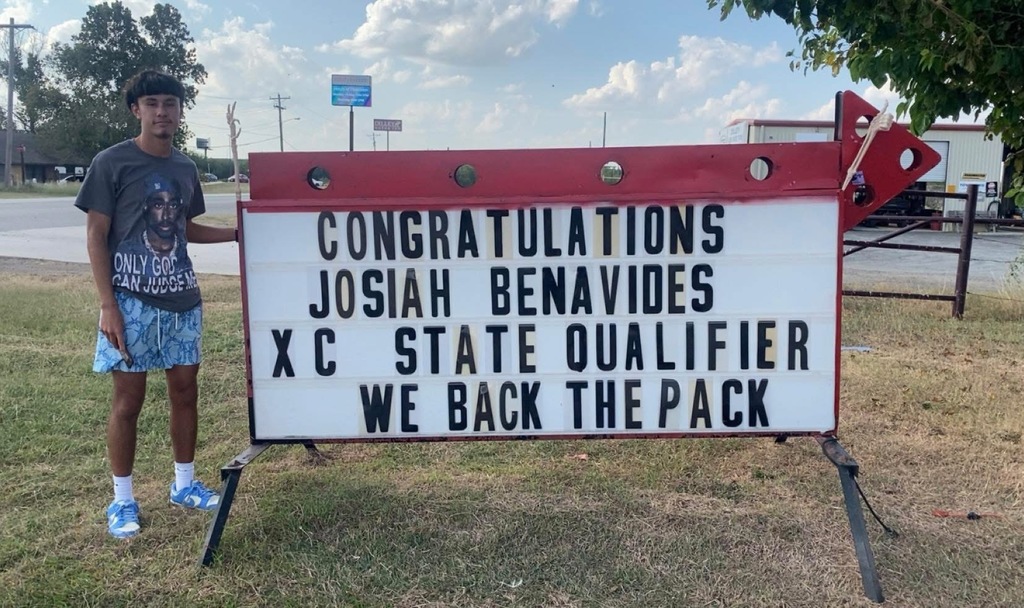 CONGRATULATIONS
JOSIAH BENAVIDES
XC STATE QUALIFIER
WE BACK THE PACK
ONLY GOD
CAN JUDGE ME